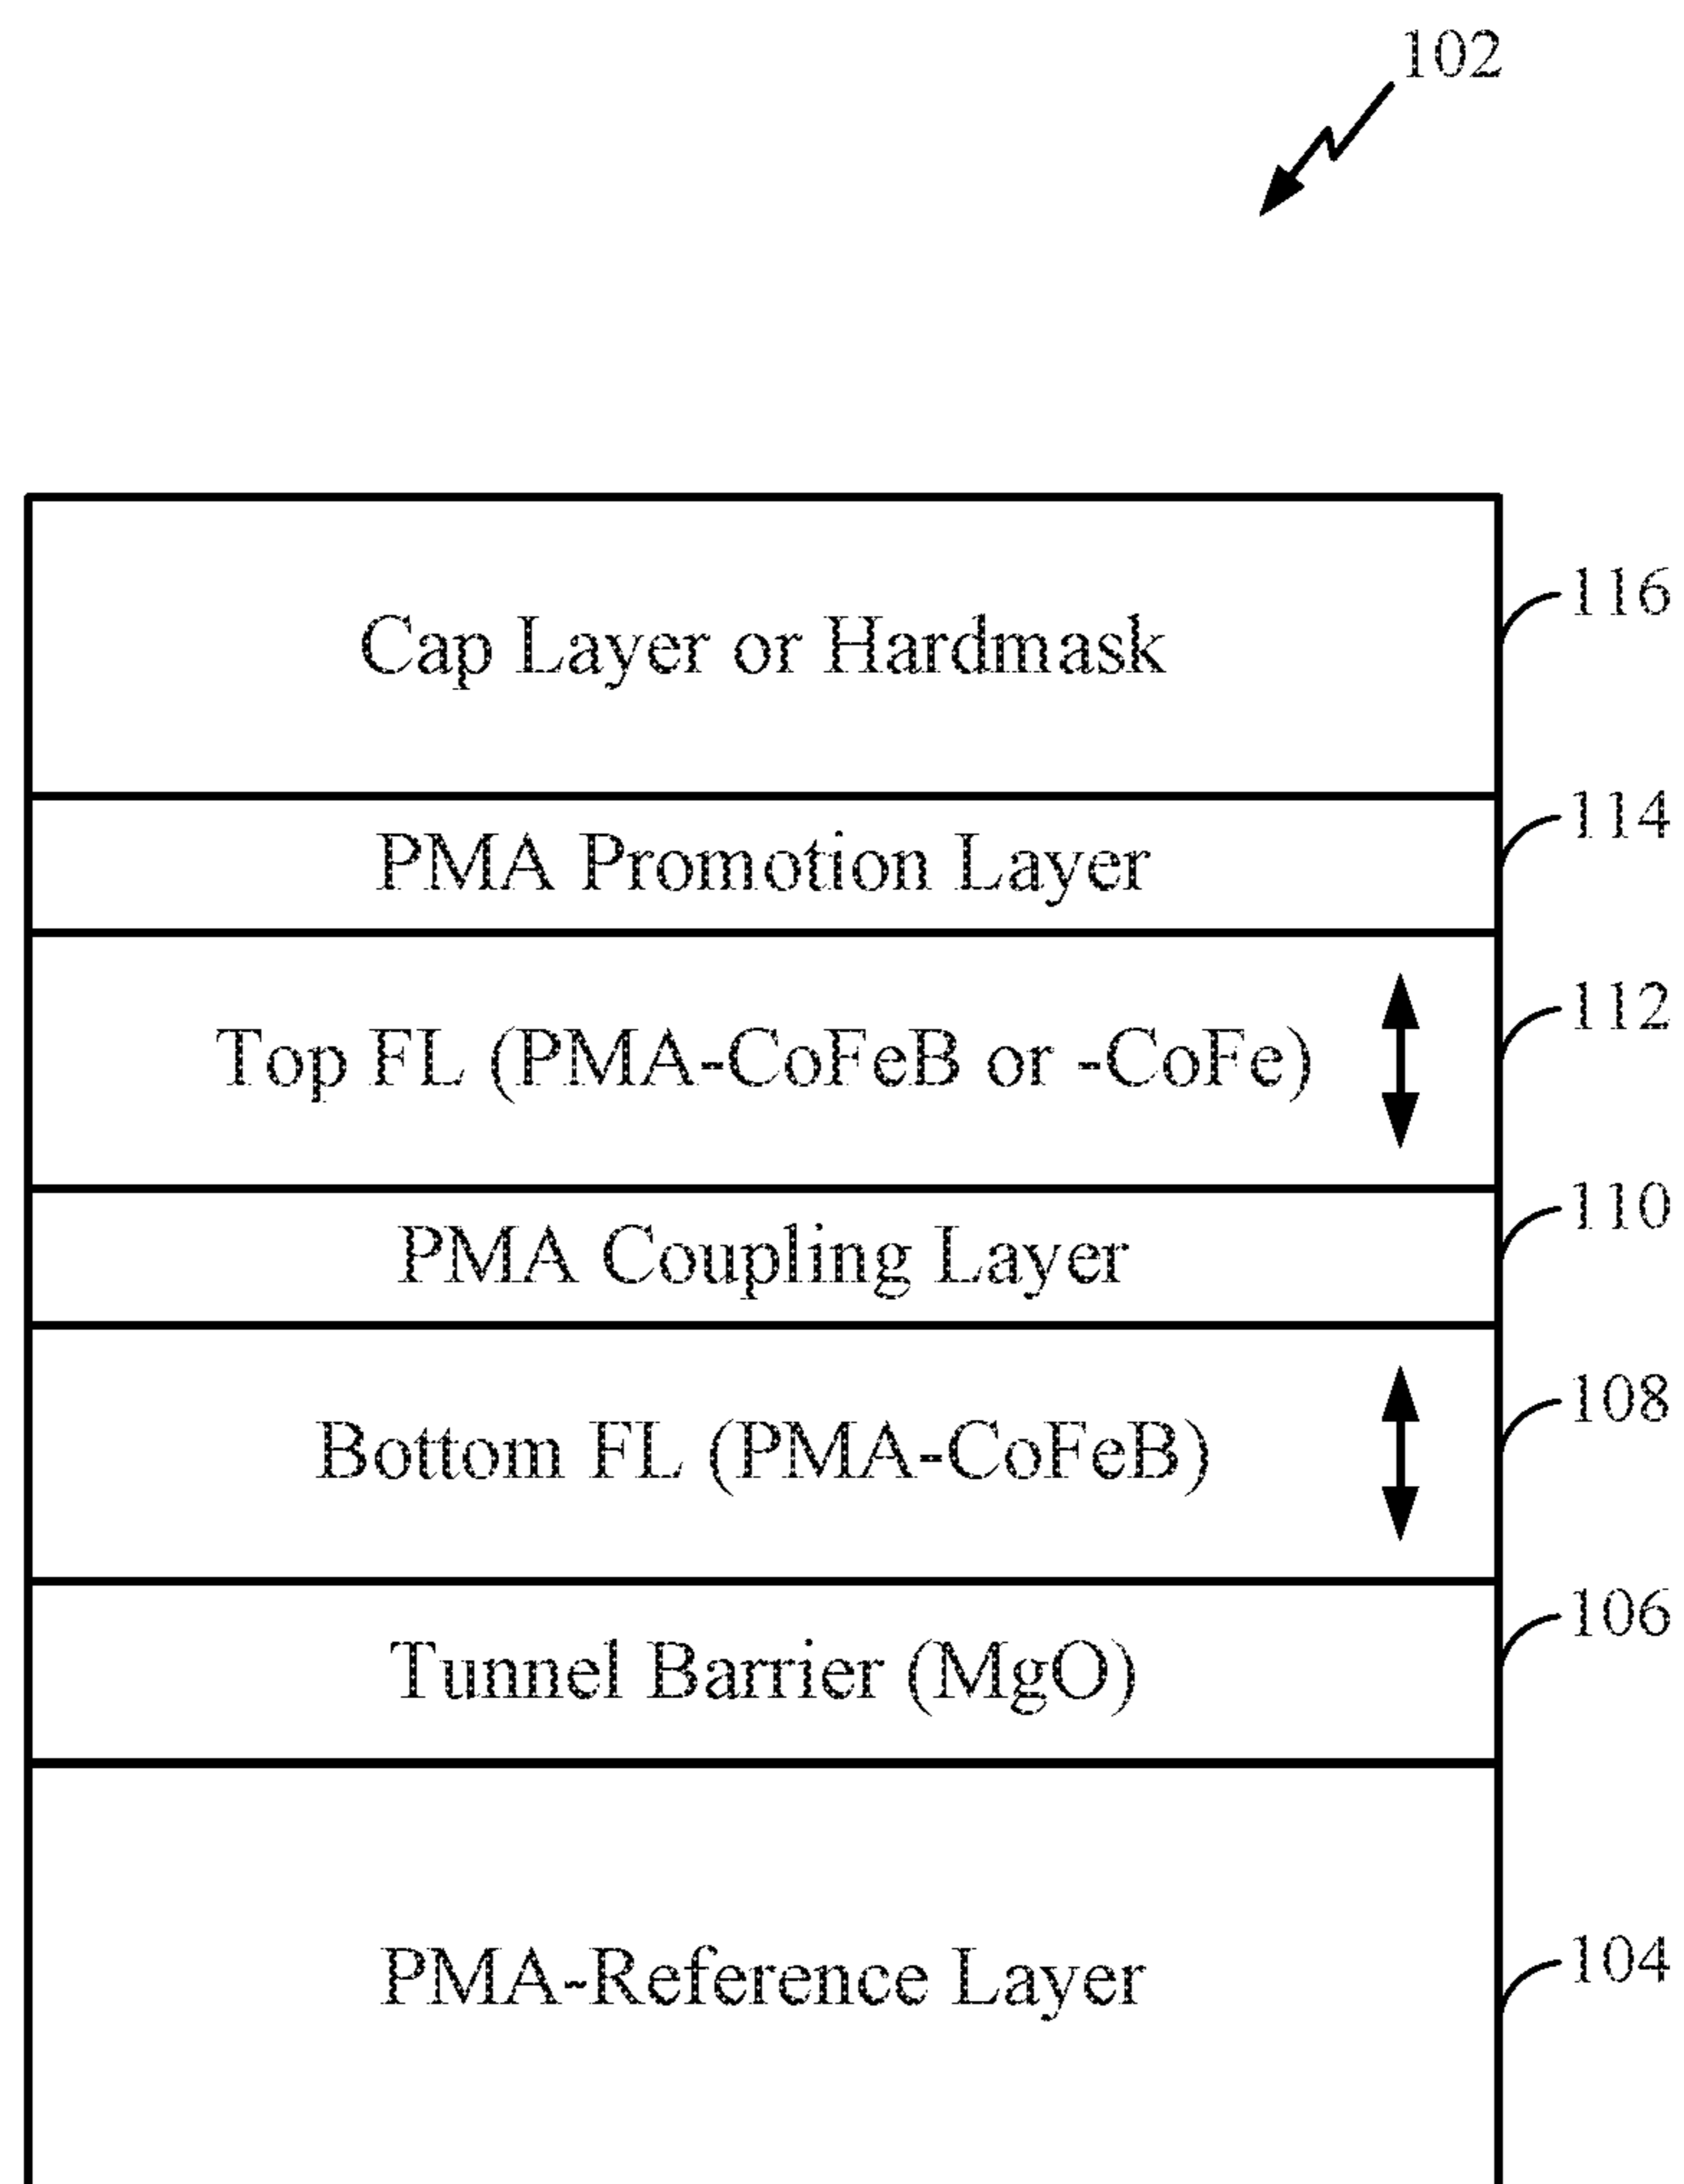 102
Cap Layer or Hardmask
116
PMA Promotion Layer
114
Top FL (PMA-CoFeB or -CoFe)
112
PMA Coupling Layer
110
Bottom FL (PMA-CoFeB)
108
Tunnel Barrier (MgO)
106
PMA-Reference Layer
104